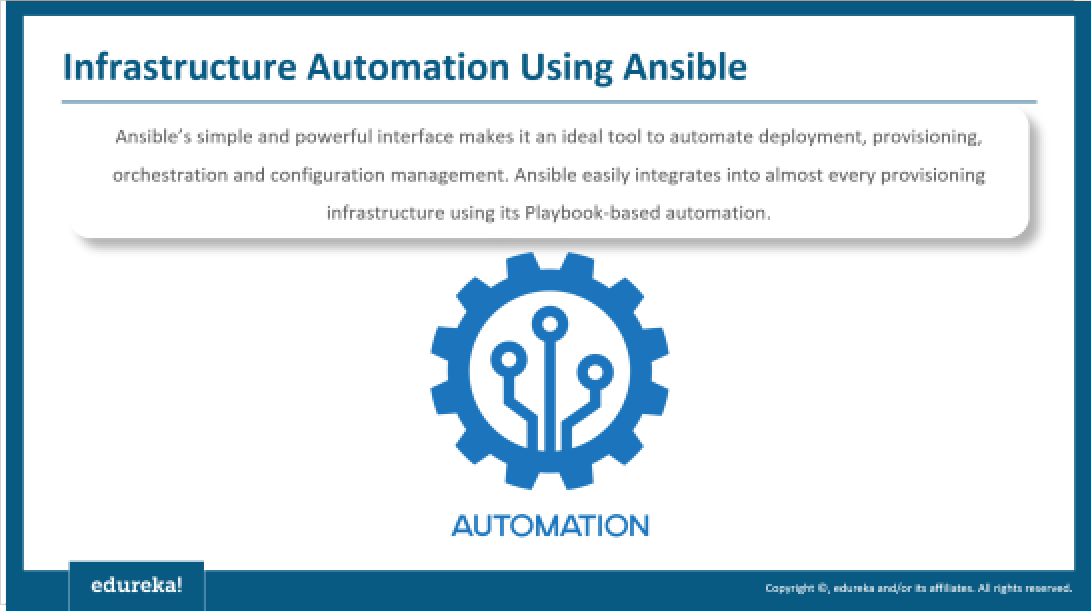 Infrastructure Automation Using Ansible
Ansible's simple and powerful interface makes it an ideal tool to automate deployment, provisioning,
orchestration and configuration management. Ansible easily integrates into almost every provisioning
infrastructure using its Playbook-based automation.
AUTOMATION
edureka!
Copyright ©, edureka and/or its affiliates. All rights reserved.